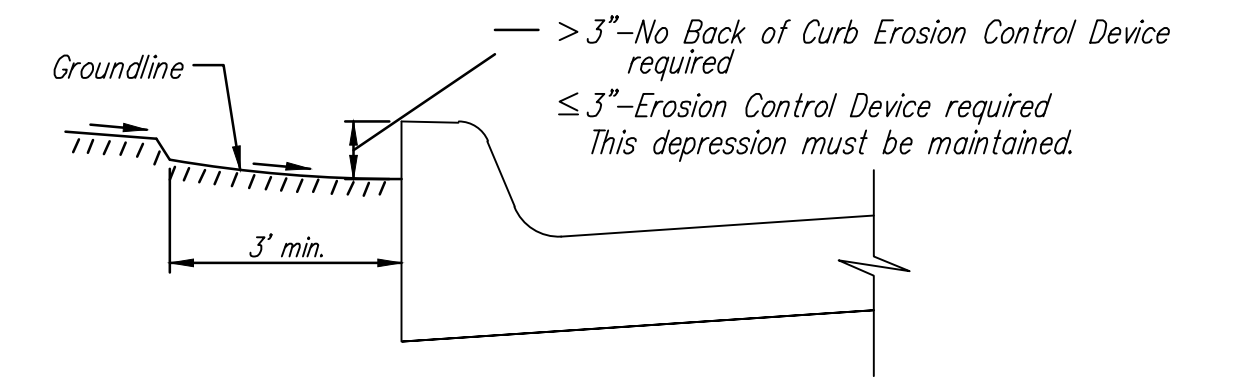 > 3"–No Back of Curb Erosion Control Device
required
Groundline
≤ 3"–Erosion Control Device required
This depression must be maintained.
3' min.